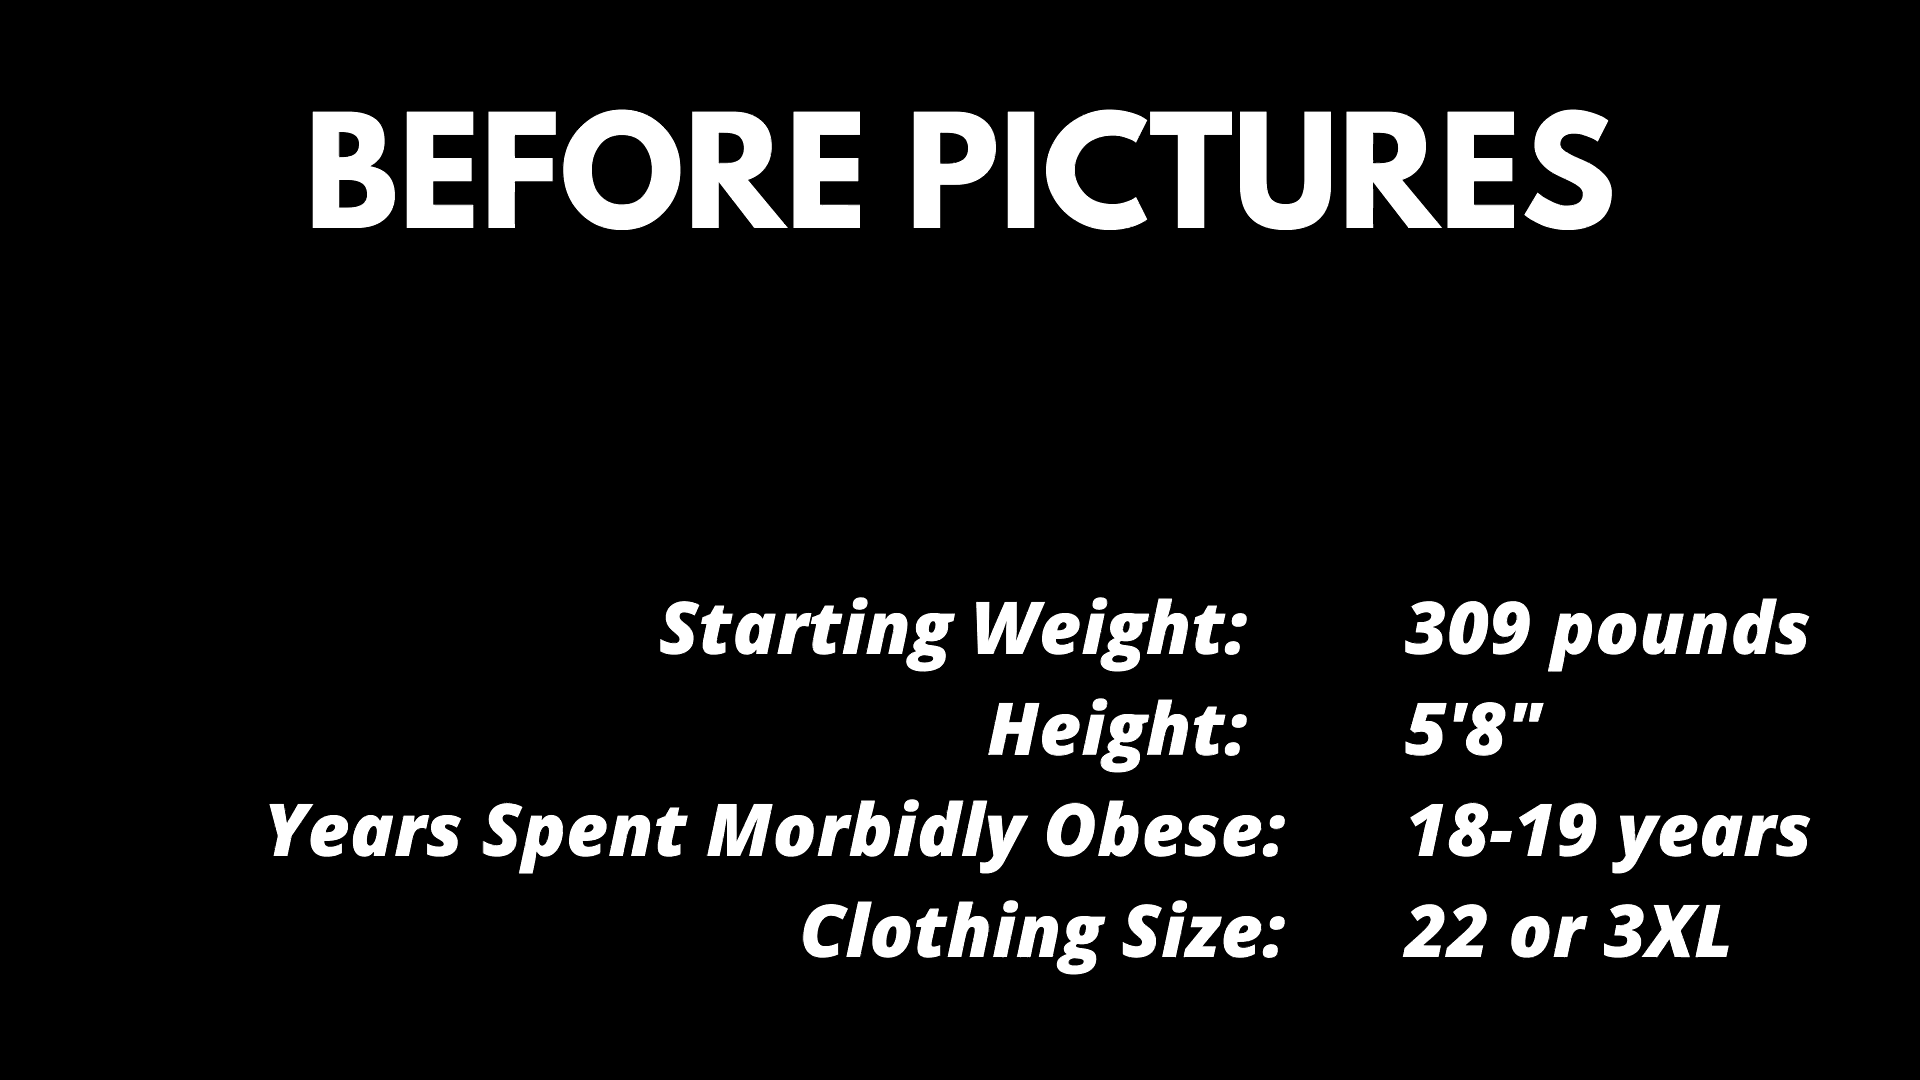 BEFORE PICTURES
Starting Weight: 309 pounds
Height: 5'8"
Years Spent Morbidly Obese: 18-19 years
Clothing Size: 22 or 3XL